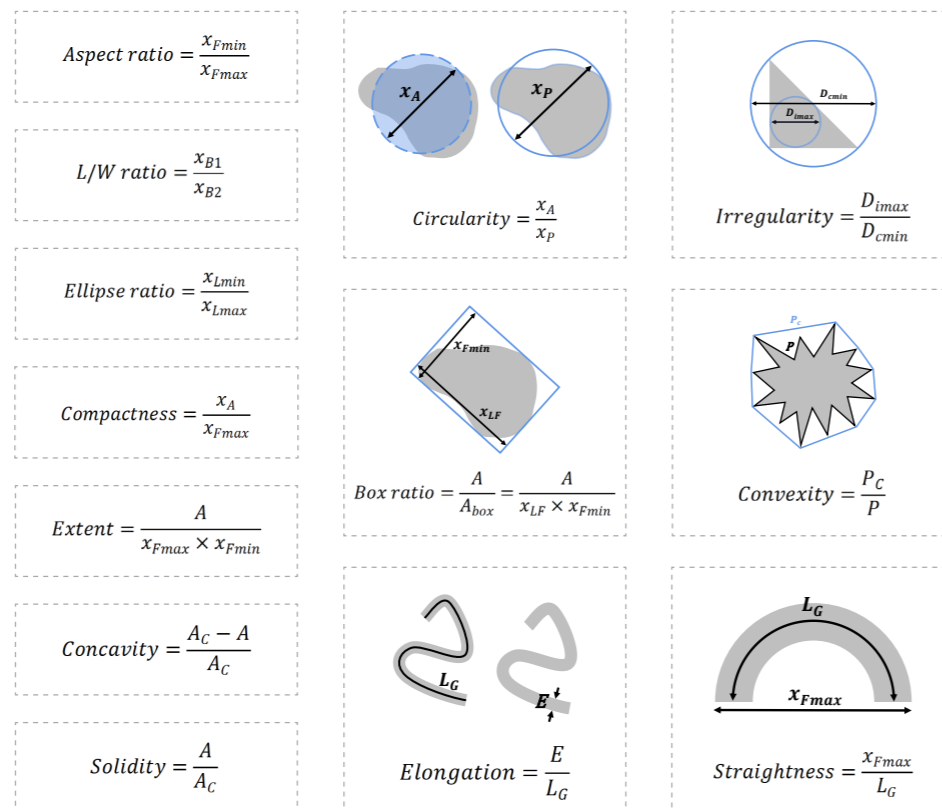 Aspect ratio = x_Fmin / x_Fmax
L/W ratio = x_B1 / x_B2
Ellipse ratio = x_Lmin / x_Lmax
Compactness = x_A / x_Fmax
Extent = A / x_Fmax × x_Fmin
Concavity = A_C − A / A_C
Solidity = A / A_C
x_A
x_P
Circularity = x_A / x_P
x_Fmin
x_LF
Box ratio = A / A_box = A / x_LF × x_Fmin
L_G
E
Elongation = E / L_G
D_cmin
D_imax
Irregularity = D_imax / D_cmin
P_c
P
Convexity = P_C / P
L_G
x_Fmax
Straightness = x_Fmax / L_G